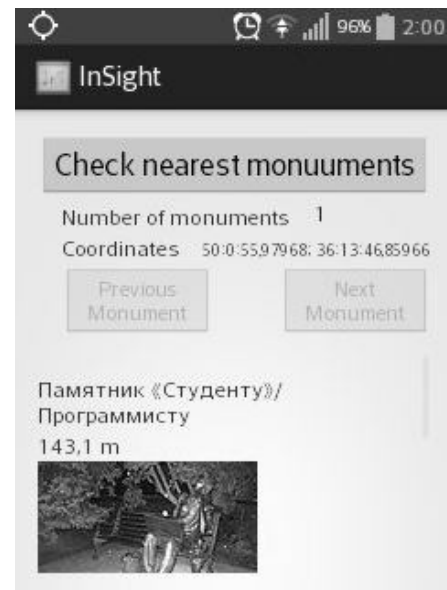 96% 2:00
InSight
Check nearest monuuments
Number of monuments 1
Coordinates 50:0:55,97968; 36:13:46,85966
Previous Monument
Next Monument
Памятник «Студенту»/
Программисту
143,1 m